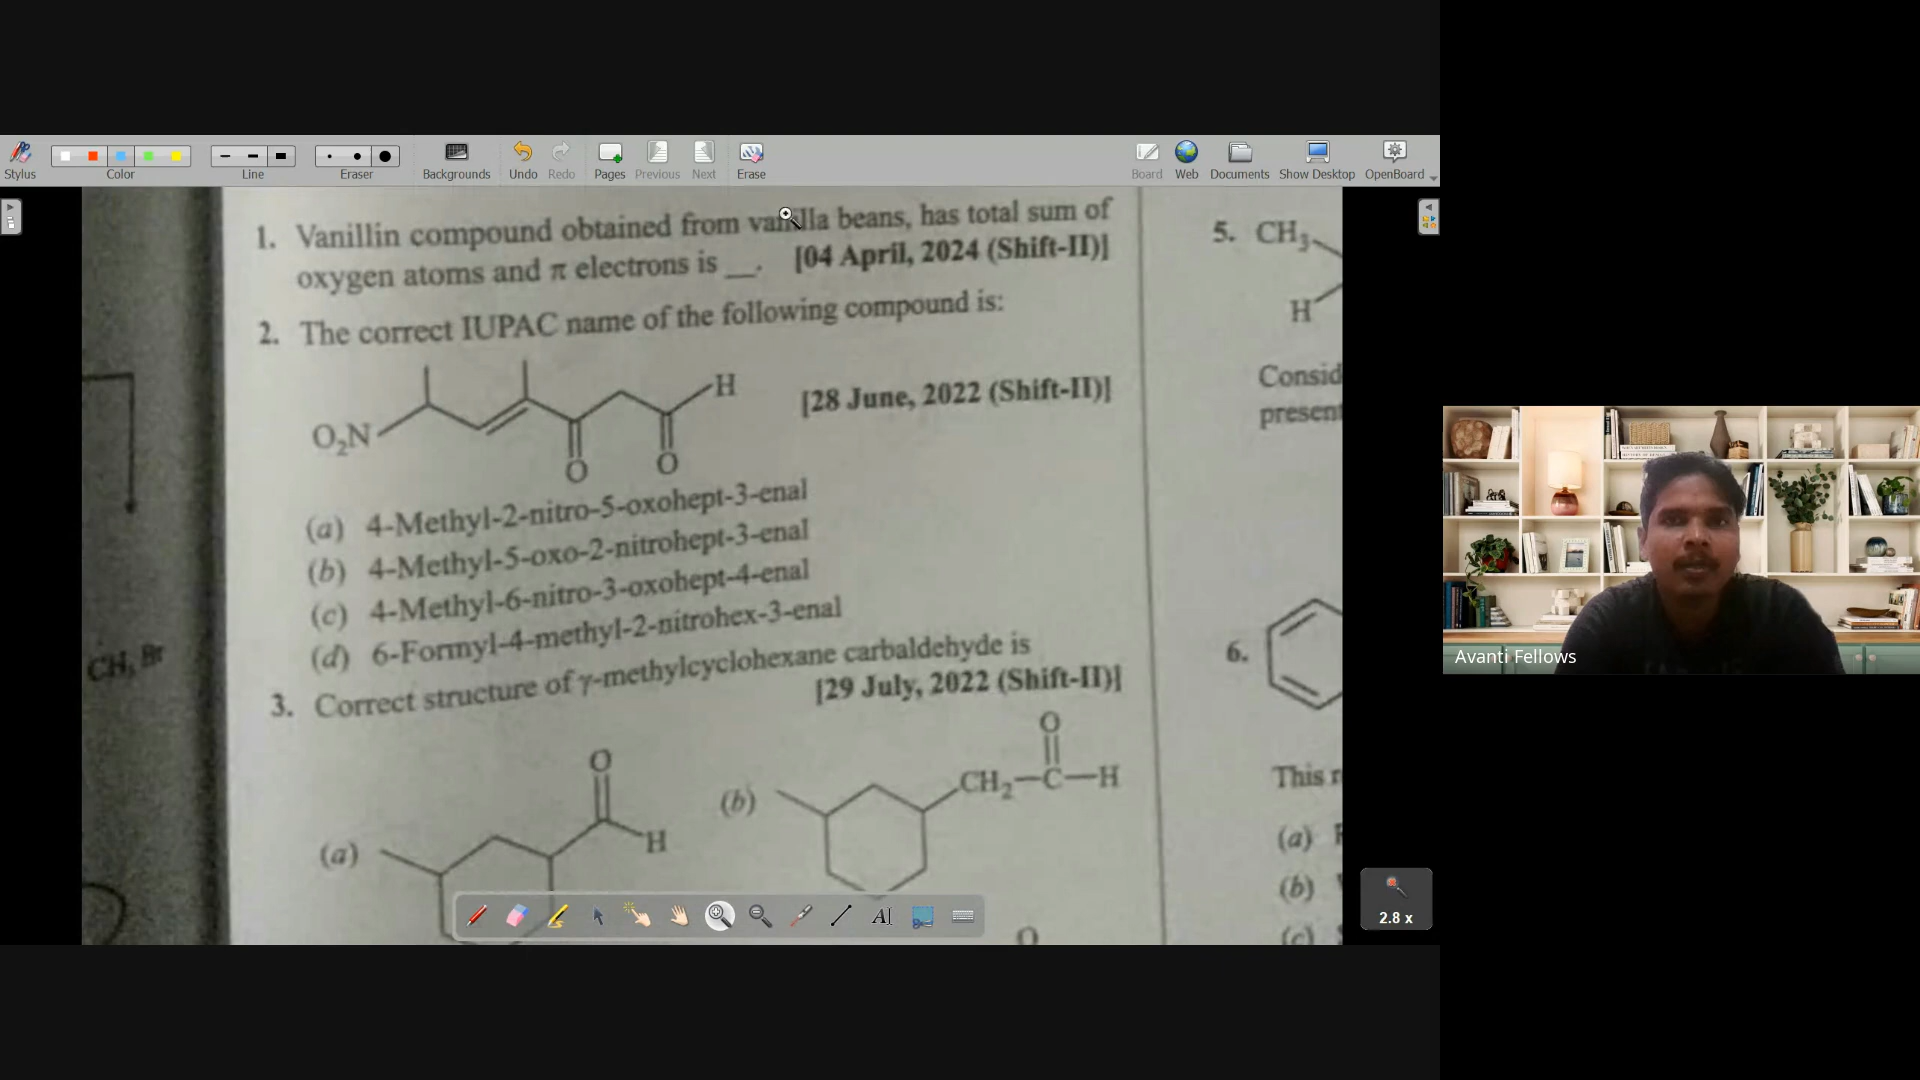 Stylus
Color
Line
Eraser
Backgrounds
Undo
Redo
Pages
Previous
Next
Erase
Board
Web
Documents
Show Desktop
OpenBoard
1. Vanillin compound obtained from vanilla beans, has total sum of
oxygen atoms and π electrons is __. [04 April, 2024 (Shift-II)]
2. The correct IUPAC name of the following compound is:
[28 June, 2022 (Shift-II)]
O₂N
H
O
O
(a) 4-Methyl-2-nitro-5-oxohept-3-enal
(b) 4-Methyl-5-oxo-2-nitrohept-3-enal
(c) 4-Methyl-6-nitro-3-oxohept-4-enal
(d) 6-Formyl-4-methyl-2-nitrohex-3-enal
3. Correct structure of γ-methylcyclohexane carbaldehyde is
[29 July, 2022 (Shift-II)]
(a)
O
H
(b)
O
CH₂—C—H
O
CH₃ Br
5. CH₃
H
Consid
present
6.
This r
(a)
(b)
(c)
AI
2.8 x
Avanti Fellows